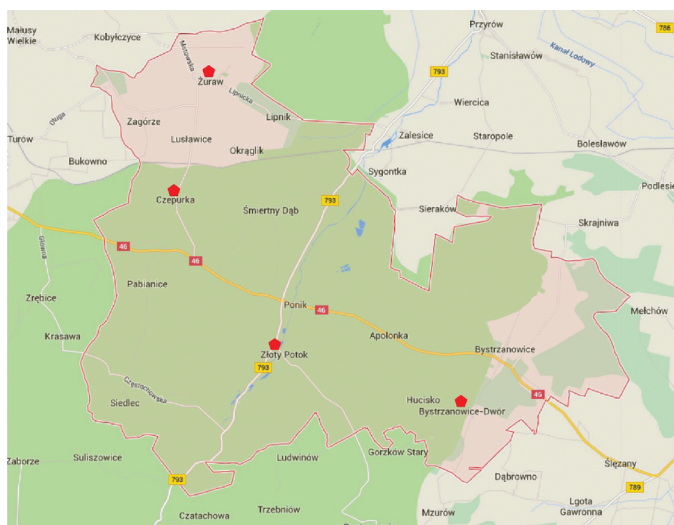 Małusy
Wielkie
Kobyłczyce
Przyrów
786
Mstowska
Stanisławów
Kanał Lodowy
793
Żuraw
Lipnicka
Wiercica
Długa
Zagórze
Lipnik
Turów
Lusławice
Zalesice
Staropole
Bolesławów
Okrąglik
Bukowno
Sygontka
Podlesie
Czepurka
793
Śmiertny Dąb
Sieraków
Skrajniwa
Główna
46
46
Pabianice
Zrębice
Ponik
46
Mełchów
Krasawa
Apolonka
Bystrzanowice
Złoty Potok
793
Częstochowska
46
Siedlec
Hucisko
Bystrzanowice-Dwór
Gorzków Stary
Zaborze
Suliszowice
Ludwinów
Ślęzany
793
Dąbrowno
789
Lgota
Gawronna
Trzebniów
Czatachowa
Mzurów